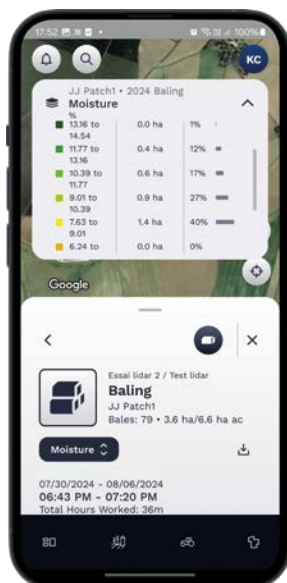 17:52
100%
KC
JJ Patch1 • 2024 Baling
Moisture
%
13.16 to 14.54 0.0 ha 1%
11.77 to 13.16 0.4 ha 12%
10.39 to 11.77 0.6 ha 17%
9.01 to 10.39 0.9 ha 27%
7.63 to 9.01 1.4 ha 40%
6.24 to 0.0 ha 0%
Google
Essai lidar 2 / Test lidar
Baling
JJ Patch1
Bales: 79 • 3.6 ha/6.6 ha ac
Moisture
07/30/2024 - 08/06/2024
06:43 PM - 07:20 PM
Total Hours Worked: 36m